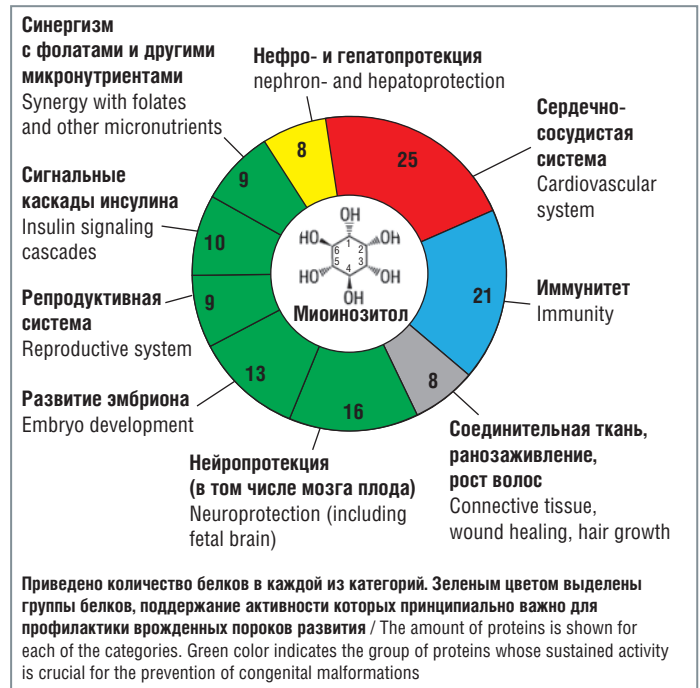 Синергизм
с фолатами и другими
микронутриентами
Synergy with folates
and other micronutrients
Нефро- и гепатопротекция
nephron- and hepatoprotection
Сердечно-
сосудистая
система
Cardiovascular
system
Сигнальные
каскады инсулина
Insulin signaling
cascades
Иммунитет
Immunity
Репродуктивная
система
Reproductive system
Развитие эмбриона
Embryo development
Нейропротекция
(в том числе мозга плода)
Neuroprotection (including
fetal brain)
Соединительная ткань,
ранозаживление,
рост волос
Connective tissue,
wound healing, hair growth
8
25
9
10
21
9
13
16
8
OH
HO 1 OH
6 2
5 3
HO 4 OH
OH
Миоинозитол
Приведено количество белков в каждой из категорий. Зеленым цветом выделены
группы белков, поддержание активности которых принципиально важно для
профилактики врожденных пороков развития / The amount of proteins is shown for
each of the categories. Green color indicates the group of proteins whose sustained activity
is crucial for the prevention of congenital malformations